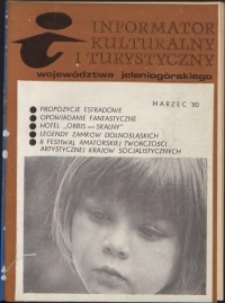 INFORMATOR
KULTURALNY
I TURYSTYCZNY
województwa jeleniogórskiego
MARZEC '80
PROPOZYCJE ESTRADOWE
OPOWIADANIE FANTASTYCZNE
HOTEL „ORBIS — SKALNY"
LEGENDY ZAMKÓW DOLNOŚLĄSKICH
II FESTIWAL AMATORSKIEJ TWÓRCZOŚCI
ARTYSTYCZNEJ KRAJÓW SOCJALISTYCZNYCH